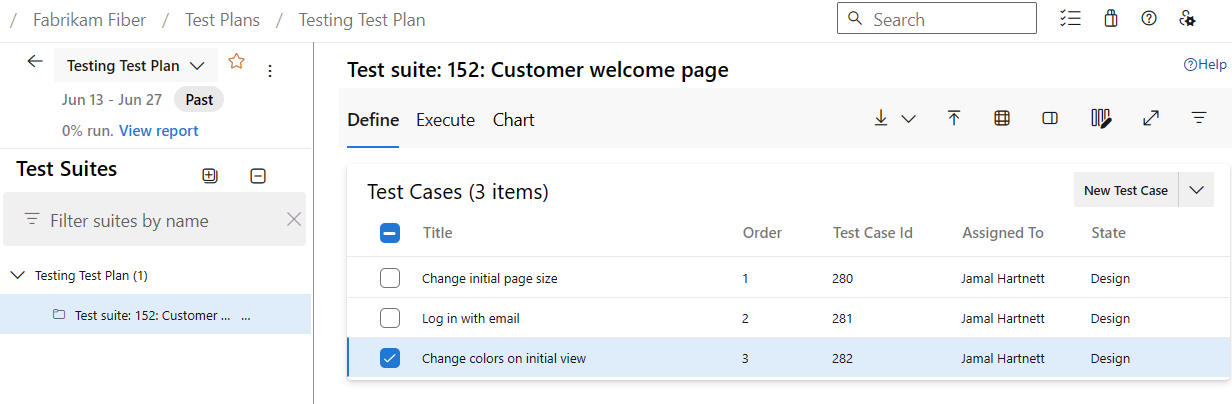 / Fabrikam Fiber / Test Plans / Testing Test Plan
Search
Testing Test Plan
Jun 13 - Jun 27 Past
0% run. View report
Test Suites
Filter suites by name
Testing Test Plan (1)
Test suite: 152: Customer ... ...
Test suite: 152: Customer welcome page
Help
Define Execute Chart
Test Cases (3 items)
New Test Case
Title Order Test Case Id Assigned To State
Change initial page size 1 280 Jamal Hartnett Design
Log in with email 2 281 Jamal Hartnett Design
Change colors on initial view 3 282 Jamal Hartnett Design